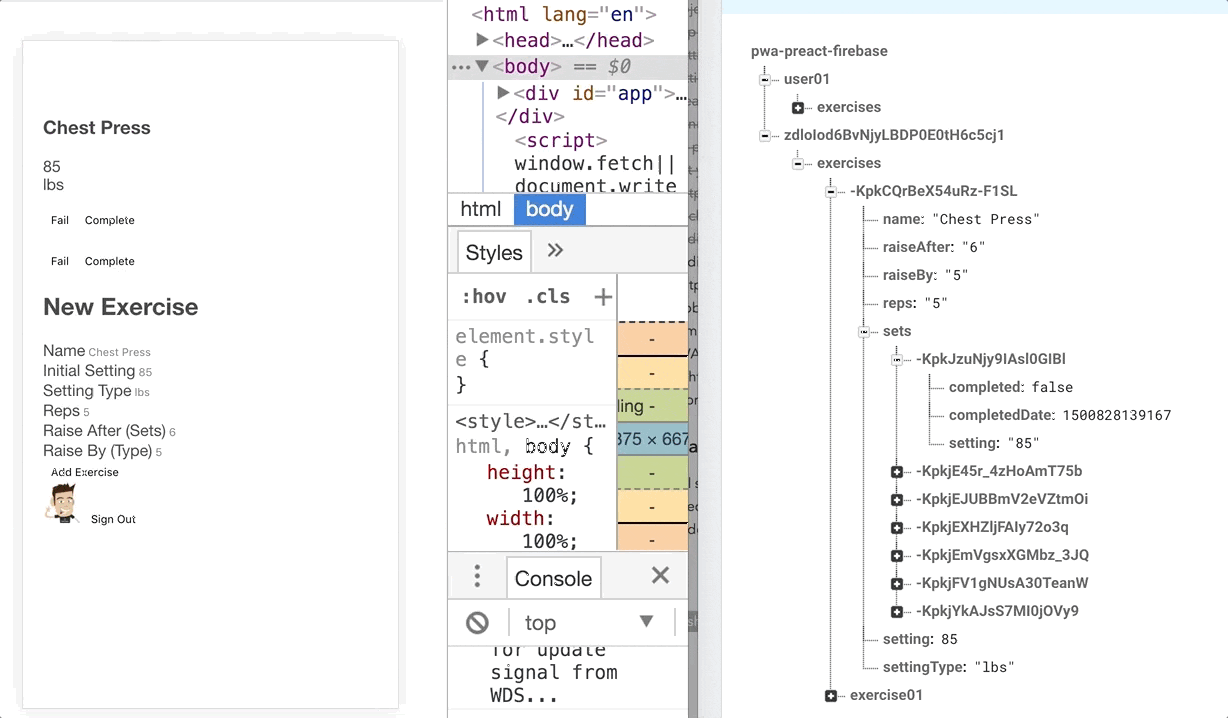 Chest Press
85
lbs
Fail Complete
Fail Complete
New Exercise
Name Chest Press
Initial Setting 85
Setting Type lbs
Reps 5
Raise After (Sets) 6
Raise By (Type) 5
Add Exercise
Sign Out
<html lang="en">
▶<head>…</head>
…▼<body> == $0
▶<div id="app">…
</div>
<script>
window.fetch||
document.write
html body
Styles »
:hov .cls +
element.styl
e {
}
<style>…</st…
html, body {
height:
100%;
width:
100%;
-
-
ling -
375 × 667
-
-
-
Console
top ▼
for update
signal from
WDS...
pwa-preact-firebase
user01
exercises
zdloIod6BvNjyLBDP0E0tH6c5cj1
exercises
-KpkCQrBeX54uRz-F1SL
name: "Chest Press"
raiseAfter: "6"
raiseBy: "5"
reps: "5"
sets
-KpkJzuNjy9IAsl0GIBl
completed: false
completedDate: 1500828139167
setting: "85"
-KpkjE45r_4zHoAmT75b
-KpkjEJUBBmV2eVZtmOi
-KpkjEXHZljFAIy72o3q
-KpkjEmVgsxXGMbz_3JQ
-KpkjFV1gNUsA30TeanW
-KpkjYkAJsS7MI0jOVy9
setting: 85
settingType: "lbs"
exercise01